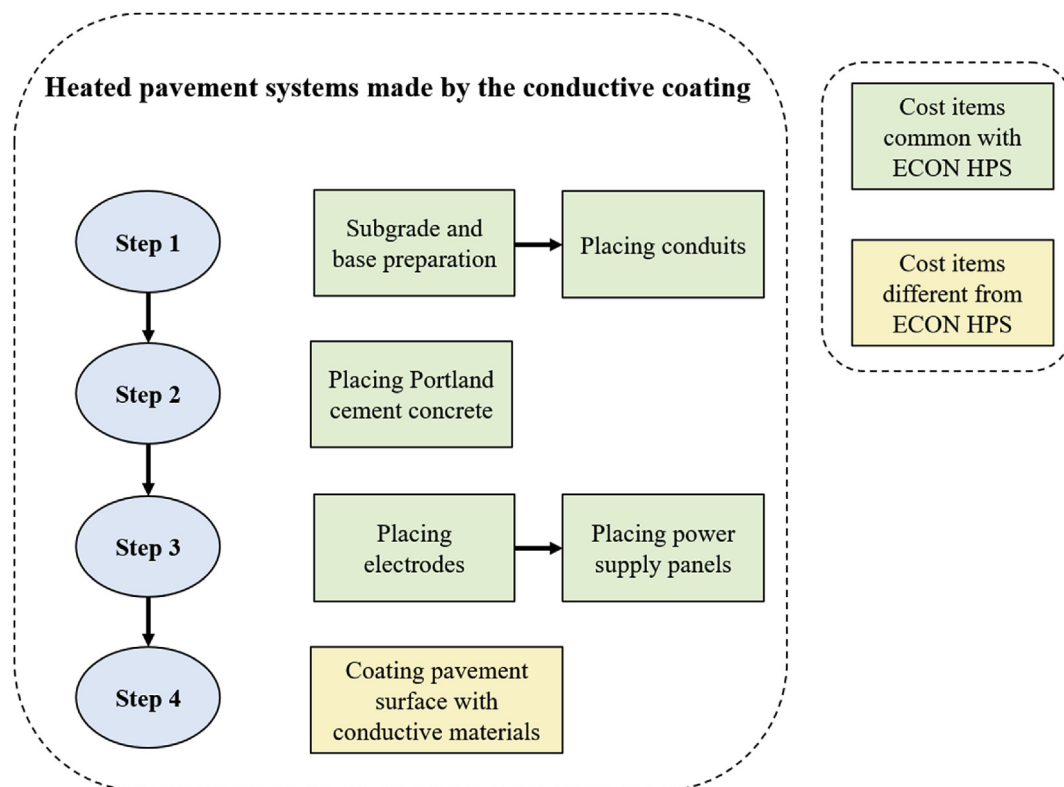 Heated pavement systems made by the conductive coating
Step 1
Subgrade and
base preparation
Placing conduits
Step 2
Placing Portland
cement concrete
Step 3
Placing
electrodes
Placing power
supply panels
Step 4
Coating pavement
surface with
conductive materials
Cost items
common with
ECON HPS
Cost items
different from
ECON HPS